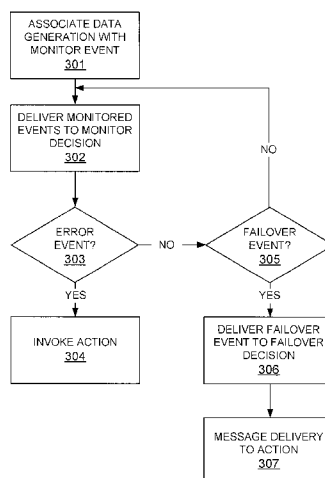 ASSOCIATE DATA
GENERATION WITH
MONITOR EVENT
301
DELIVER MONITORED
EVENTS TO MONITOR
DECISION
302
NO
ERROR
EVENT?
303
NO
FAILOVER
EVENT?
305
YES
YES
INVOKE ACTION
304
DELIVER FAILOVER
EVENT TO FAILOVER
DECISION
306
MESSAGE DELIVERY
TO ACTION
307